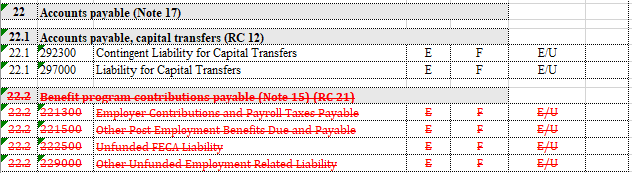 22 Accounts payable (Note 17)
22.1 Accounts payable, capital transfers (RC 12)
22.1 292300 Contingent Liability for Capital Transfers E F E/U
22.1 297000 Liability for Capital Transfers E F E/U
22.2 Benefit program contributions payable (Note 15) (RC 21)
22.2 221300 Employer Contributions and Payroll Taxes Payable E F E/U
22.2 221500 Other Post Employment Benefits Due and Payable E F E/U
22.2 222500 Unfunded FECA Liability E F E/U
22.2 229000 Other Unfunded Employment Related Liability E F E/U